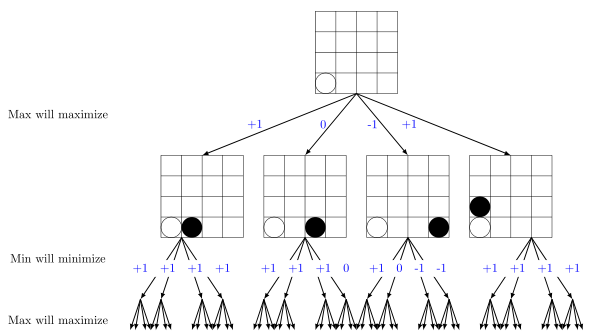 Max will maximize
+1 0 -1 +1
Min will minimize
+1 +1 +1 +1 +1 +1 +1 0 +1 0 -1 -1 +1 +1 +1 +1
Max will maximize